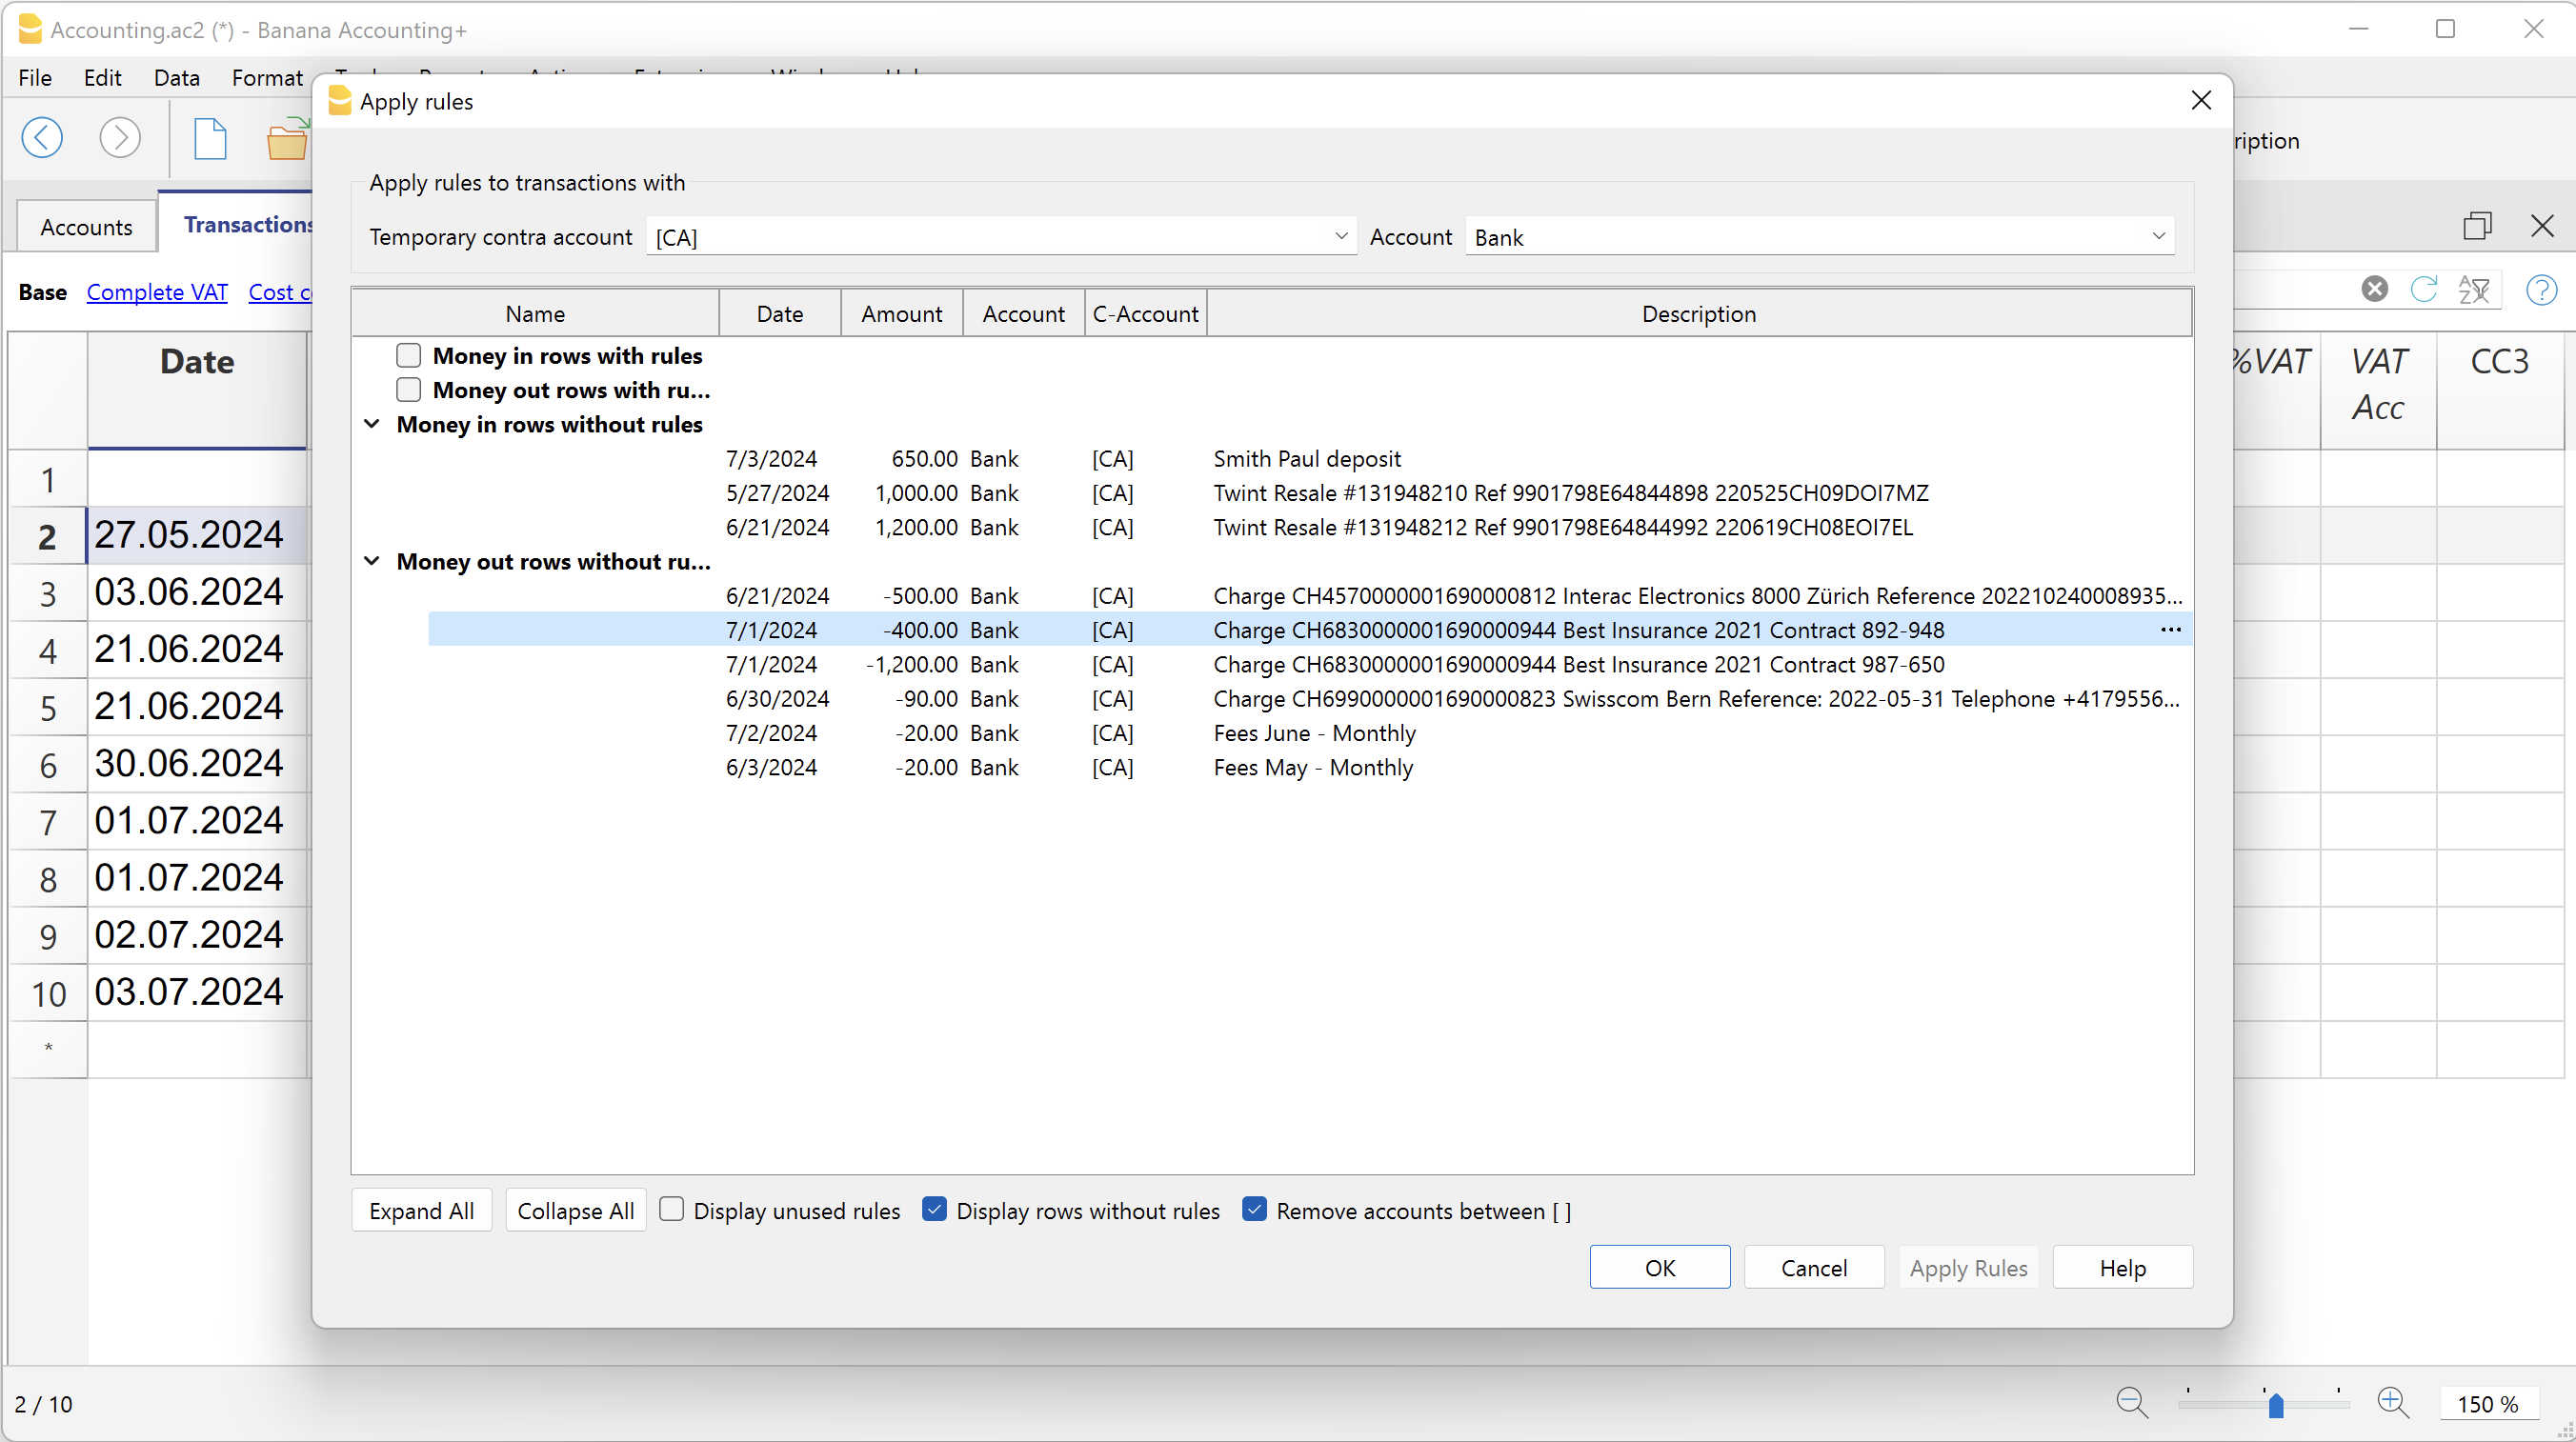 Accounting.ac2 (*) - Banana Accounting+
File Edit Data Format
Apply rules
Apply rules to transactions with
Temporary contra account [CA] Account Bank
Accounts Transactions
Base Complete VAT Cost
Name Date Amount Account C-Account Description
Money in rows with rules
Money out rows with ru...
Money in rows without rules
7/3/2024 650.00 Bank [CA] Smith Paul deposit
5/27/2024 1,000.00 Bank [CA] Twint Resale #131948210 Ref 9901798E64844898 220525CH09DOI7MZ
6/21/2024 1,200.00 Bank [CA] Twint Resale #131948212 Ref 9901798E64844992 220619CH08EOI7EL
Money out rows without ru...
6/21/2024 -500.00 Bank [CA] Charge CH4570000001690000812 Interac Electronics 8000 Zürich Reference 202210240008935...
7/1/2024 -400.00 Bank [CA] Charge CH6830000001690000944 Best Insurance 2021 Contract 892-948 ...
7/1/2024 -1,200.00 Bank [CA] Charge CH6830000001690000944 Best Insurance 2021 Contract 987-650
6/30/2024 -90.00 Bank [CA] Charge CH6990000001690000823 Swisscom Bern Reference: 2022-05-31 Telephone +4179556...
7/2/2024 -20.00 Bank [CA] Fees June - Monthly
6/3/2024 -20.00 Bank [CA] Fees May - Monthly
Expand All Collapse All Display unused rules Display rows without rules Remove accounts between [ ]
OK Cancel Apply Rules Help
ription
Date
%VAT VAT Acc CC3
1
2 27.05.2024
3 03.06.2024
4 21.06.2024
5 21.06.2024
6 30.06.2024
7 01.07.2024
8 01.07.2024
9 02.07.2024
10 03.07.2024
*
2 / 10
150 %